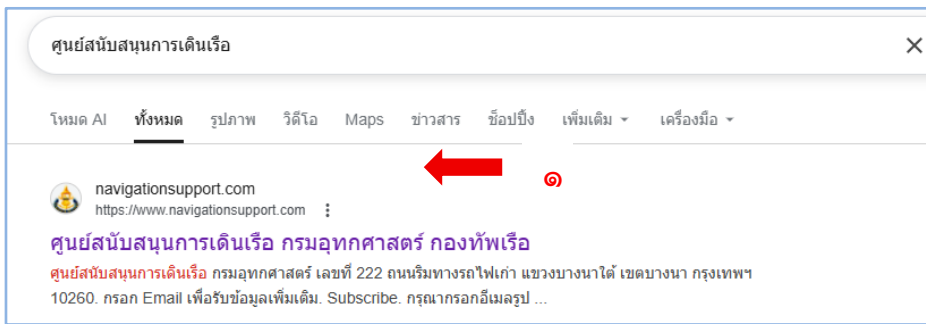 ศูนย์สนับสนุนการเดินเรือ
โหมด AI ทั้งหมด รูปภาพ วิดีโอ Maps ข่าวสาร ช็อปปิ้ง เพิ่มเติม เครื่องมือ
๑
navigationsupport.com
https://www.navigationsupport.com
ศูนย์สนับสนุนการเดินเรือ กรมอุทกศาสตร์ กองทัพเรือ
ศูนย์สนับสนุนการเดินเรือ กรมอุทกศาสตร์ เลขที่ 222 ถนนริมทางรถไฟเก่า แขวงบางนาใต้ เขตบางนา กรุงเทพฯ
10260. กรอก Email เพื่อรับข้อมูลเพิ่มเติม. Subscribe. กรุณากรอกอีเมลรูป ...